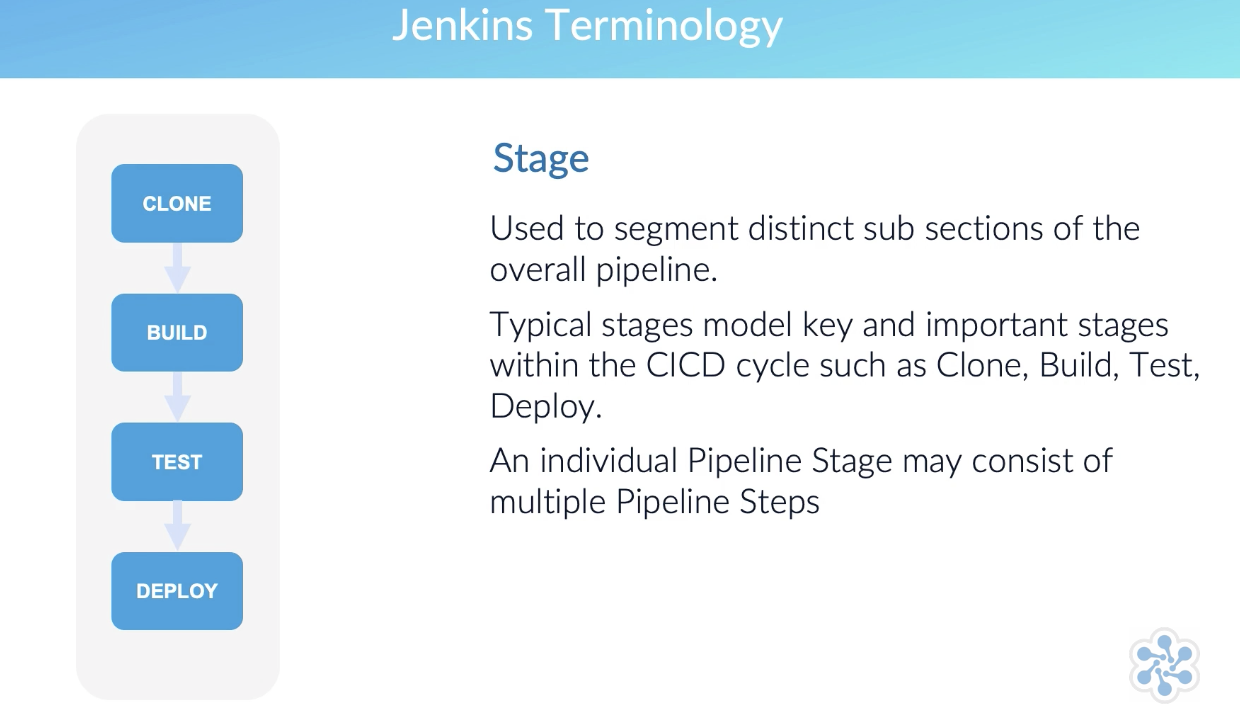 Jenkins Terminology
CLONE
BUILD
TEST
DEPLOY
Stage
Used to segment distinct sub sections of the
overall pipeline.
Typical stages model key and important stages
within the CICD cycle such as Clone, Build, Test,
Deploy.
An individual Pipeline Stage may consist of
multiple Pipeline Steps